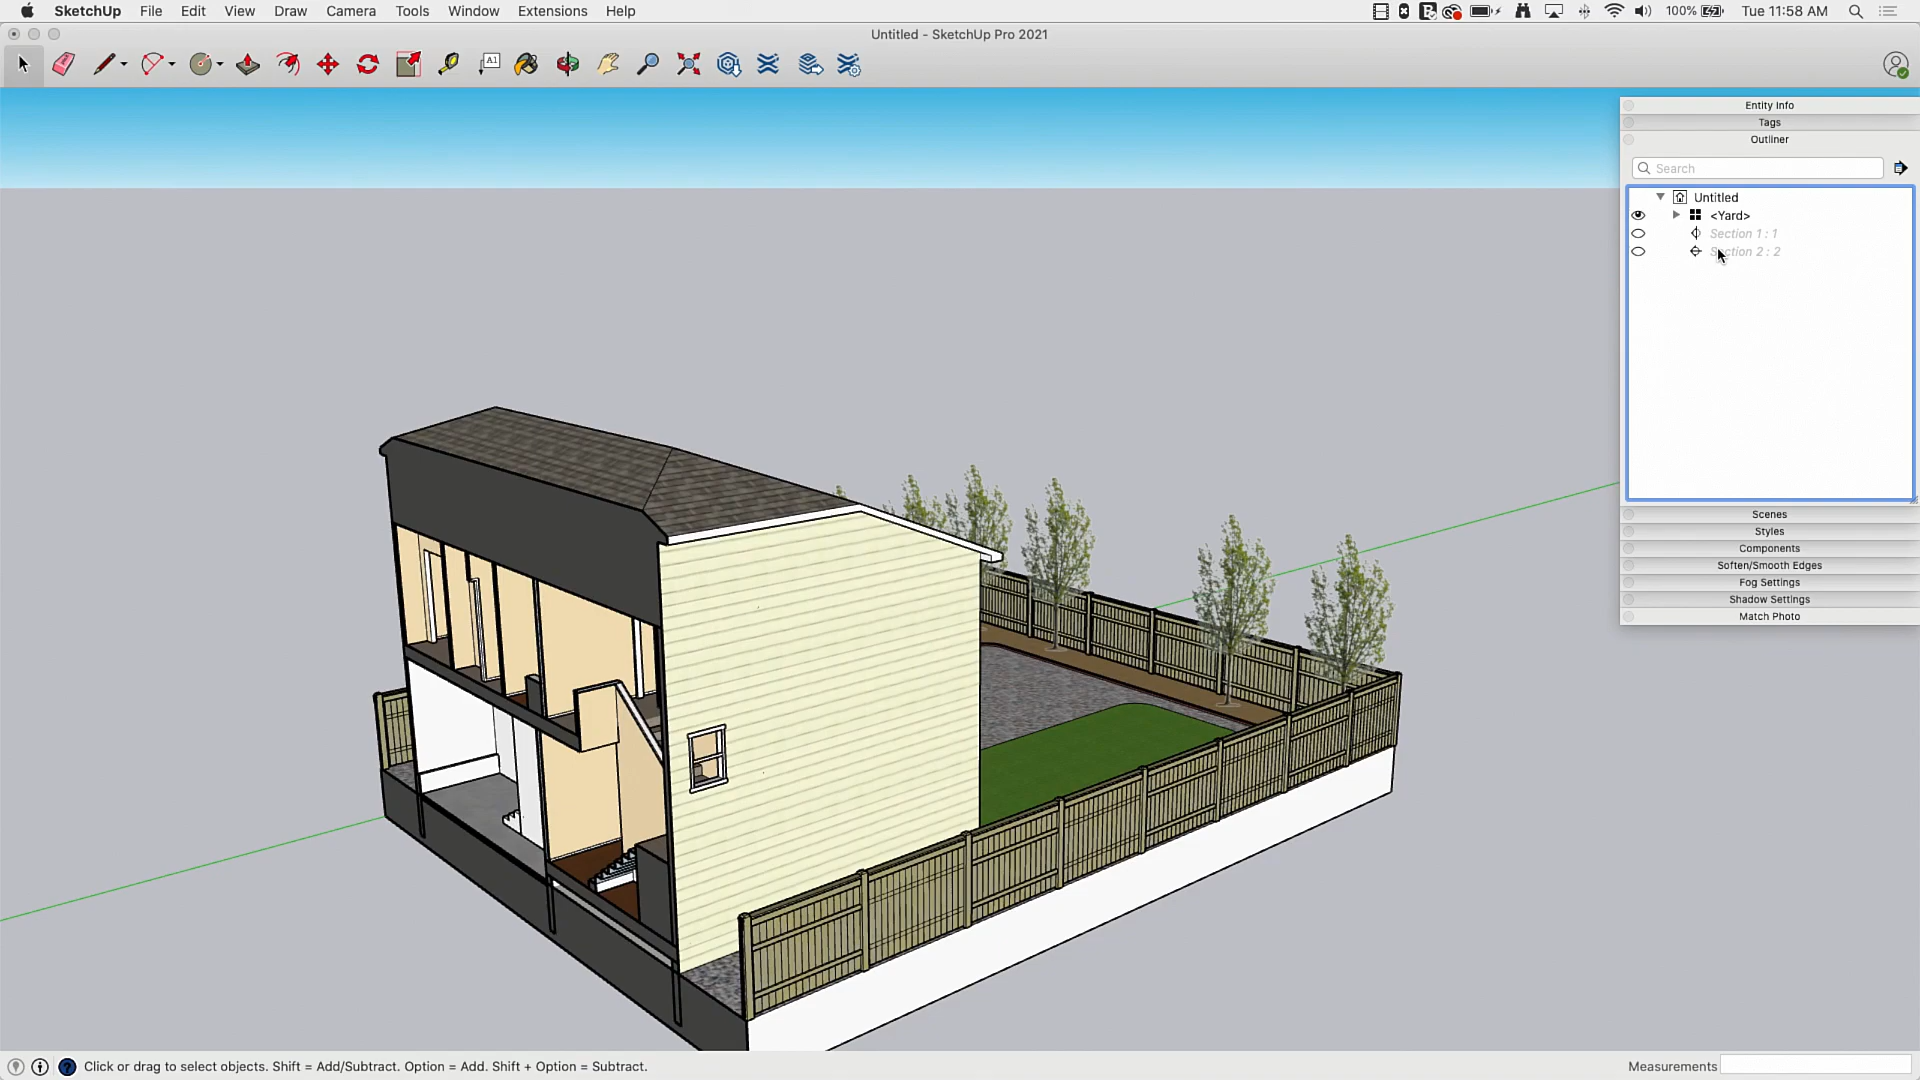 SketchUp File Edit View Draw Camera Tools Window Extensions Help 100% Tue 11:58 AM
Untitled - SketchUp Pro 2021
A1
Entity Info
Tags
Outliner
Search
Untitled
<Yard>
Section 1 : 1
Section 2 : 2
Scenes
Styles
Components
Soften/Smooth Edges
Fog Settings
Shadow Settings
Match Photo
Click or drag to select objects. Shift = Add/Subtract. Option = Add. Shift + Option = Subtract. Measurements